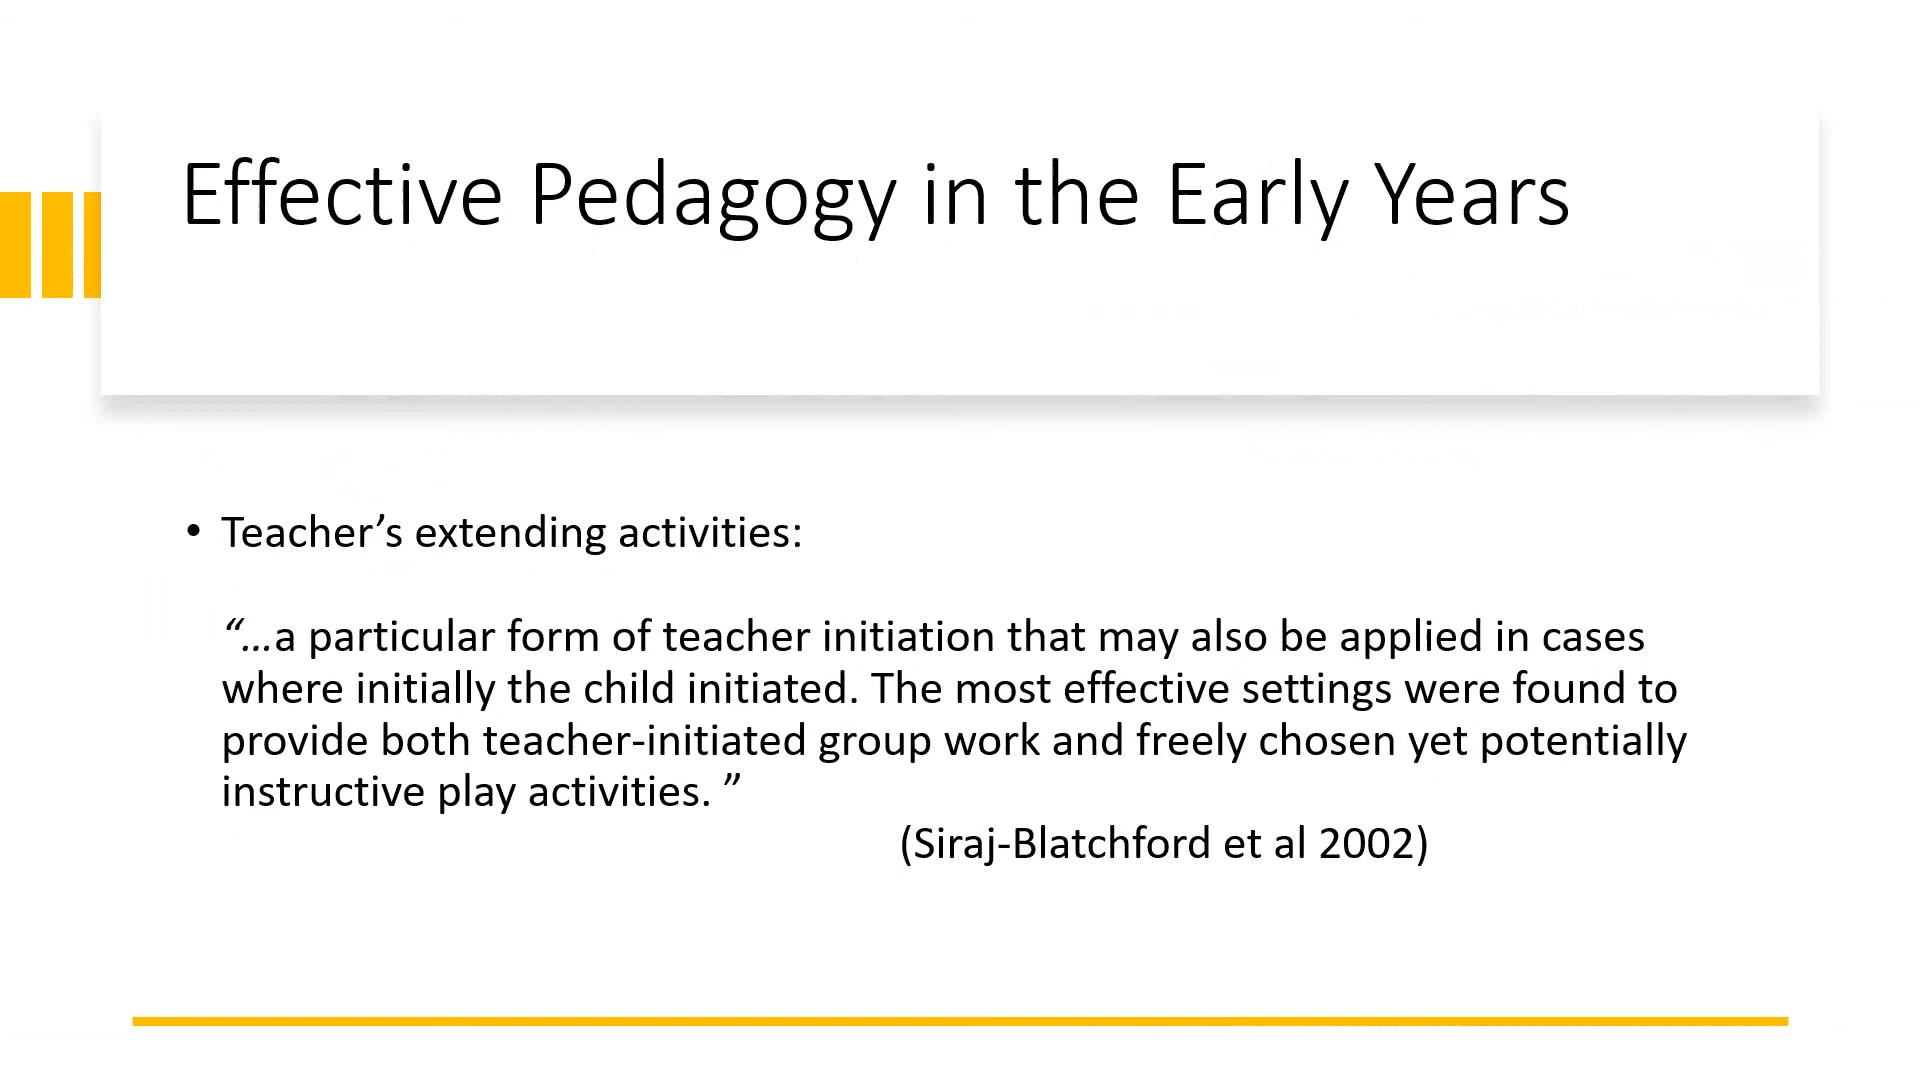 Effective Pedagogy in the Early Years
• Teacher’s extending activities:
“…a particular form of teacher initiation that may also be applied in cases
where initially the child initiated. The most effective settings were found to
provide both teacher-initiated group work and freely chosen yet potentially
instructive play activities. ”
(Siraj-Blatchford et al 2002)